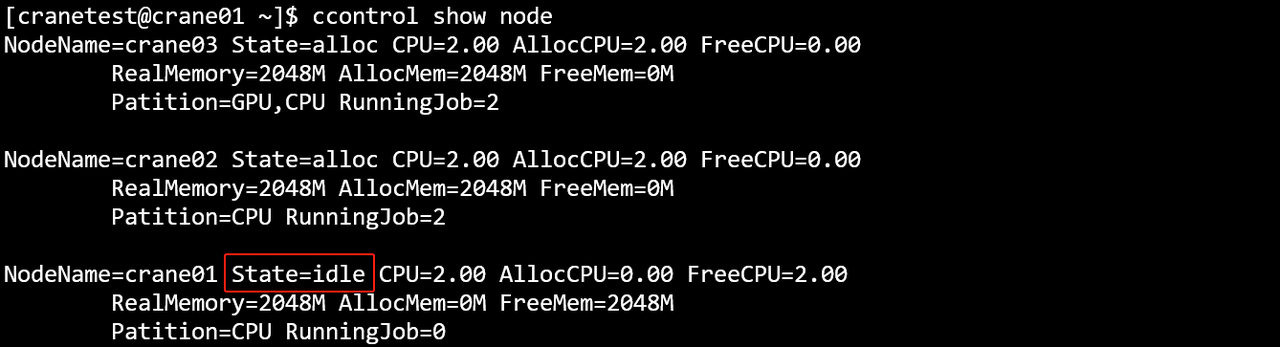 [cranetest@crane01 ~]$ ccontrol show node
NodeName=crane03 State=alloc CPU=2.00 AllocCPU=2.00 FreeCPU=0.00
RealMemory=2048M AllocMem=2048M FreeMem=0M
Patition=GPU,CPU RunningJob=2
NodeName=crane02 State=alloc CPU=2.00 AllocCPU=2.00 FreeCPU=0.00
RealMemory=2048M AllocMem=2048M FreeMem=0M
Patition=CPU RunningJob=2
NodeName=crane01 State=idle CPU=2.00 AllocCPU=0.00 FreeCPU=2.00
RealMemory=2048M AllocMem=0M FreeMem=2048M
Patition=CPU RunningJob=0